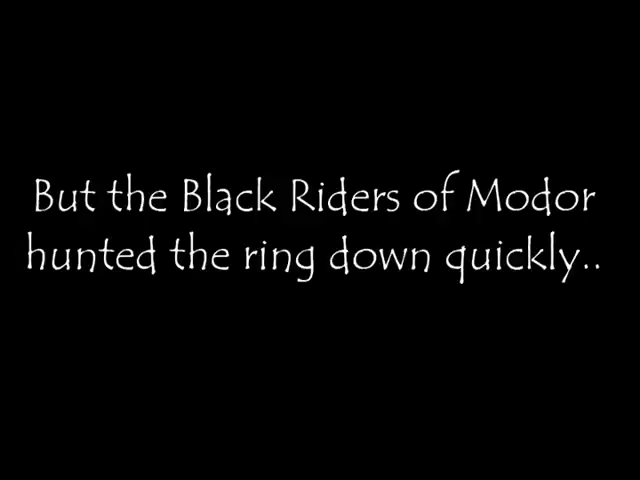 But the Black Riders of Modor
hunted the ring down quickly..